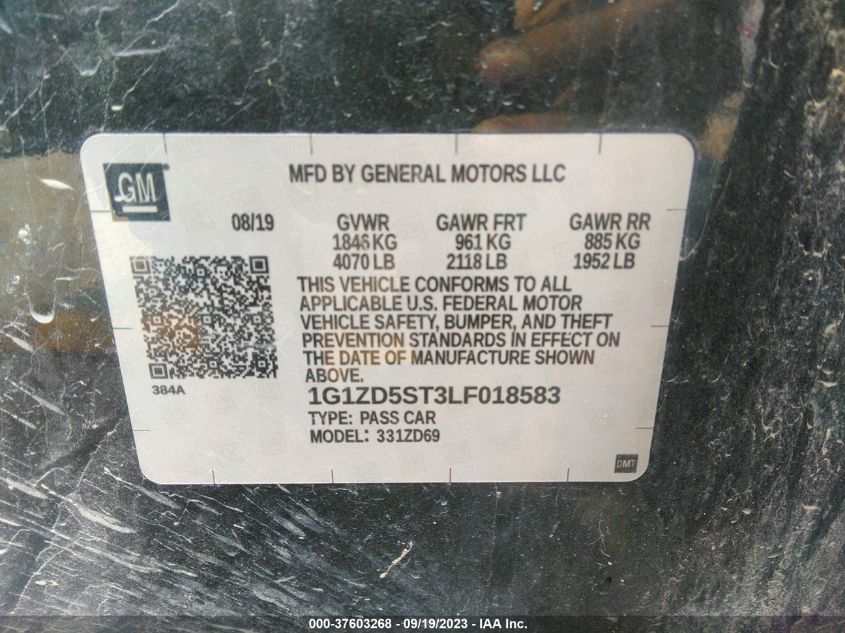 GM
MFD BY GENERAL MOTORS LLC
08/19 GVWR GAWR FRT GAWR RR
1846 KG 961 KG 885 KG
4070 LB 2118 LB 1952 LB
THIS VEHICLE CONFORMS TO ALL
APPLICABLE U.S. FEDERAL MOTOR
VEHICLE SAFETY, BUMPER, AND THEFT
PREVENTION STANDARDS IN EFFECT ON
THE DATE OF MANUFACTURE SHOWN
ABOVE.
384A
1G1ZD5ST3LF018583
TYPE: PASS CAR
MODEL: 331ZD69
DMT
000-37603268 - 09/19/2023 - IAA Inc.